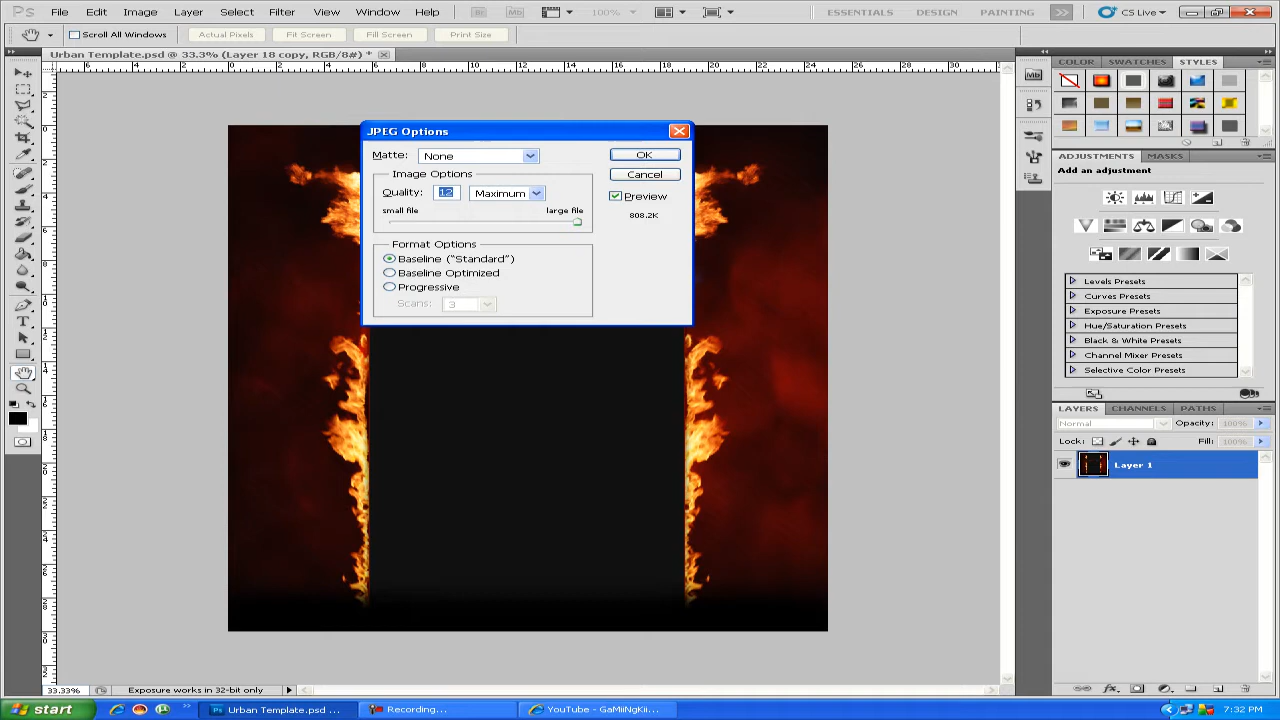 Ps File Edit Image Layer Select Filter View Window Help Br Mb 100% ESSENTIALS DESIGN PAINTING CS Live
Scroll All Windows Actual Pixels Fit Screen Fill Screen Print Size
Urban Template.psd @ 33.3% (Layer 18 copy, RGB/8#) *
JPEG Options
Matte: None OK
Image Options Cancel
Quality: 12 Maximum Preview
small file large file 808.2K
Format Options
Baseline ("Standard")
Baseline Optimized
Progressive
Scans: 3
COLOR SWATCHES STYLES
ADJUSTMENTS MASKS
Add an adjustment
Levels Presets
Curves Presets
Exposure Presets
Hue/Saturation Presets
Black & White Presets
Channel Mixer Presets
Selective Color Presets
LAYERS CHANNELS PATHS
Normal Opacity: 100%
Lock: Fill: 100%
Layer 1
33.33% Exposure works in 32-bit only
start Urban Template.psd ... Recording... YouTube - GaMiiNgKii... 7:32 PM